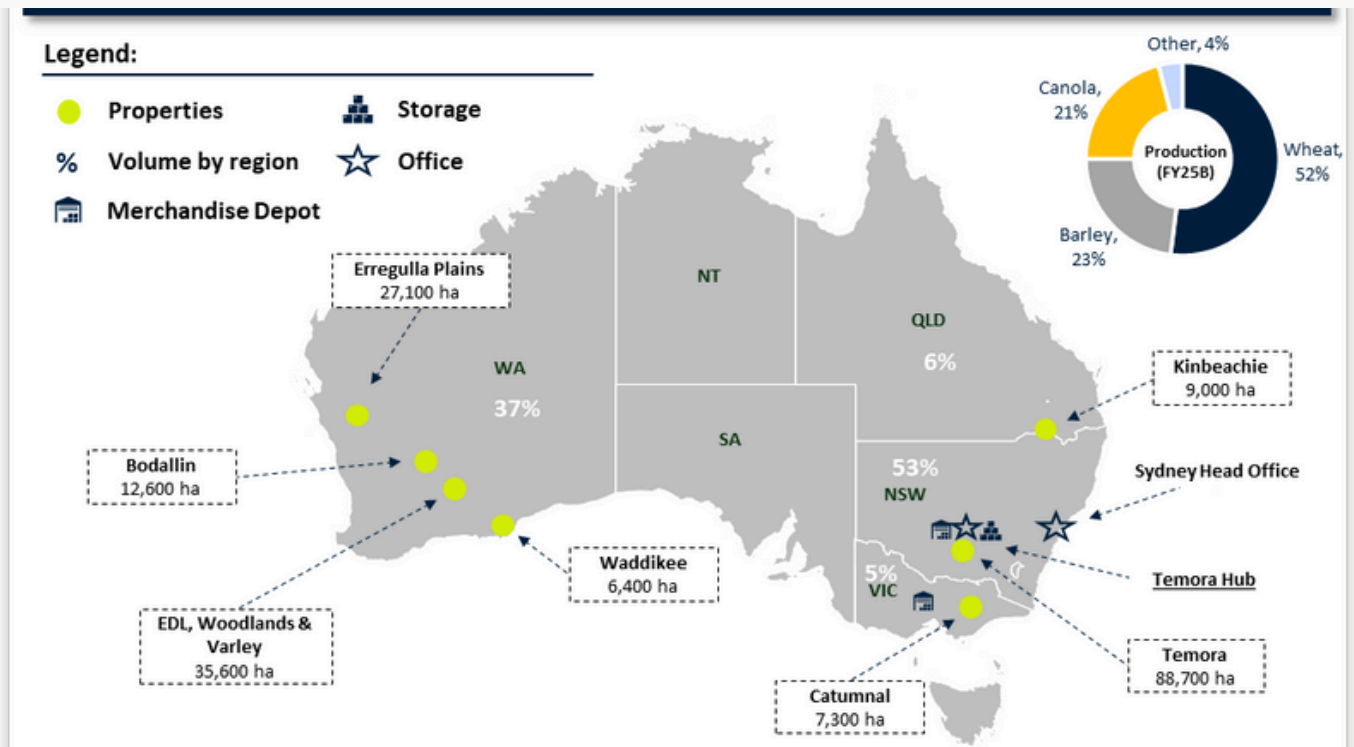 Legend:
Properties
Storage
% Volume by region
Office
Merchandise Depot
Other, 4%
Canola,
21%
Production
(FY25B)
Wheat,
52%
Barley,
23%
Erregulla Plains
27,100 ha
NT
QLD
6%
WA
37%
Kinbeachie
9,000 ha
SA
Bodallin
12,600 ha
53%
NSW
Sydney Head Office
Waddikee
6,400 ha
5%
VIC
Temora Hub
EDL, Woodlands &
Varley
35,600 ha
Temora
88,700 ha
Catumnal
7,300 ha